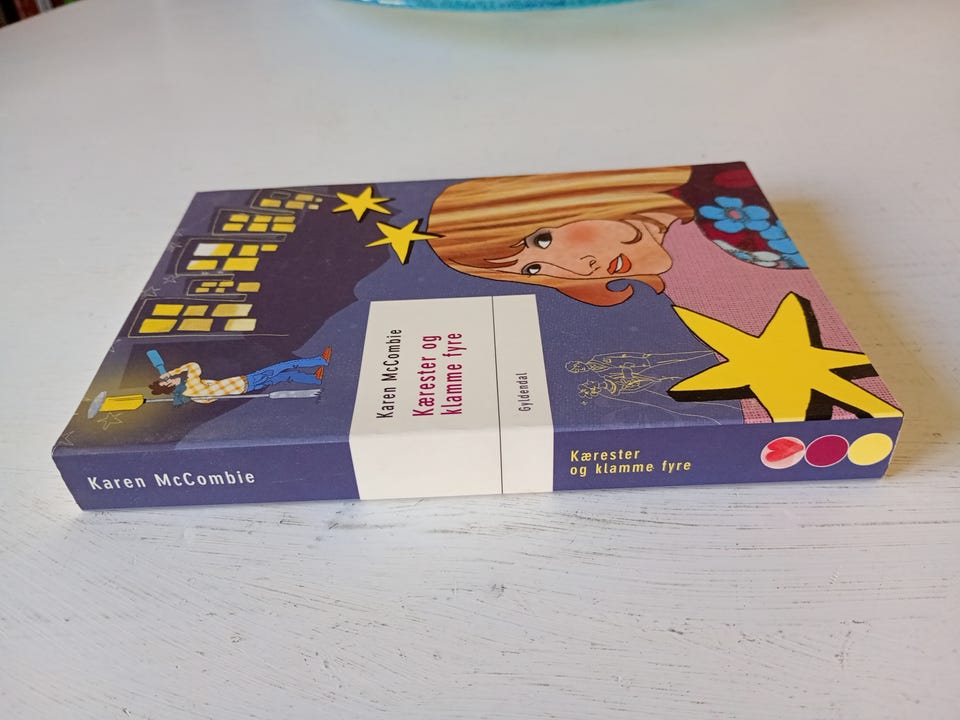 Karen McCombie
Kærester og
klamme fyre
Gyldendal
Karen McCombie
Kærester
og klamme fyre